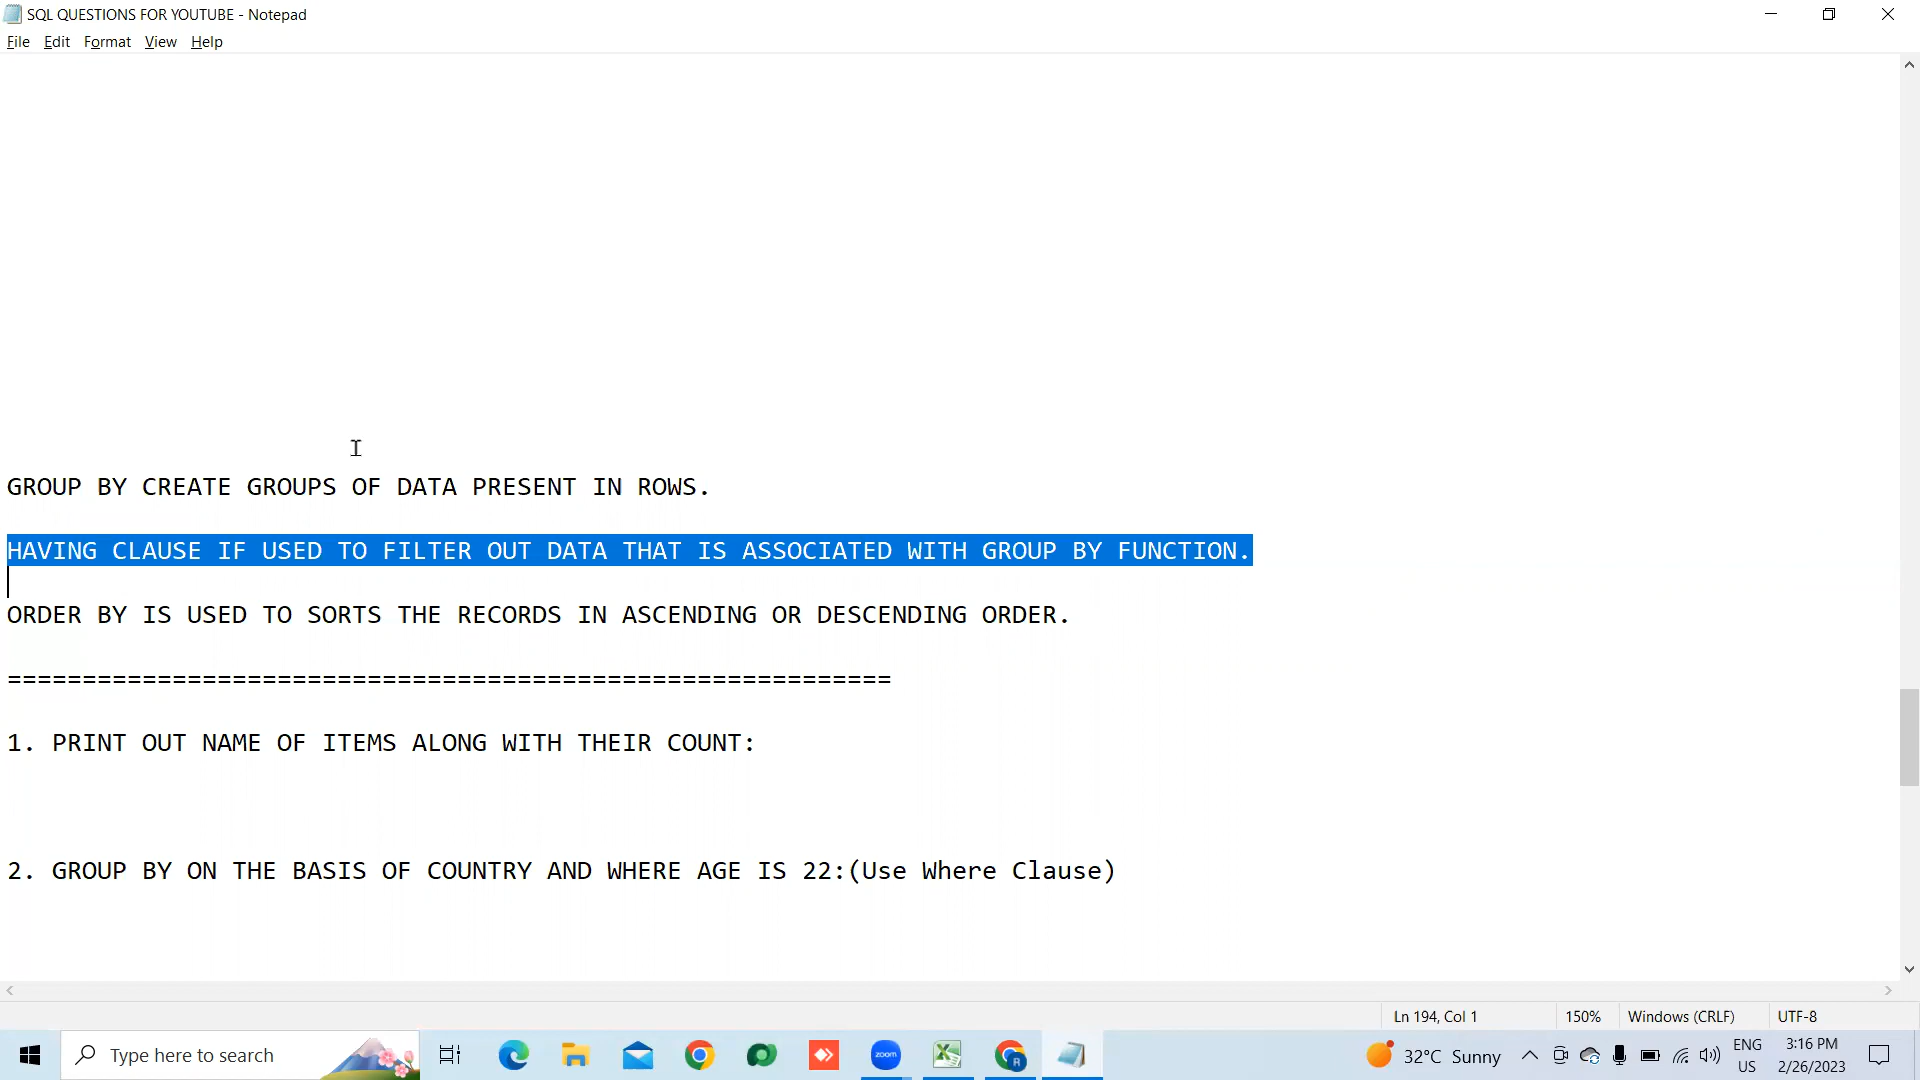 SQL QUESTIONS FOR YOUTUBE - Notepad
File Edit Format View Help
GROUP BY CREATE GROUPS OF DATA PRESENT IN ROWS.
HAVING CLAUSE IF USED TO FILTER OUT DATA THAT IS ASSOCIATED WITH GROUP BY FUNCTION.
ORDER BY IS USED TO SORTS THE RECORDS IN ASCENDING OR DESCENDING ORDER.
===========================================================
1. PRINT OUT NAME OF ITEMS ALONG WITH THEIR COUNT:
2. GROUP BY ON THE BASIS OF COUNTRY AND WHERE AGE IS 22:(Use Where Clause)
Ln 194, Col 1 150% Windows (CRLF) UTF-8
Type here to search zoom R 32°C Sunny ENG 3:16 PM
US 2/26/2023